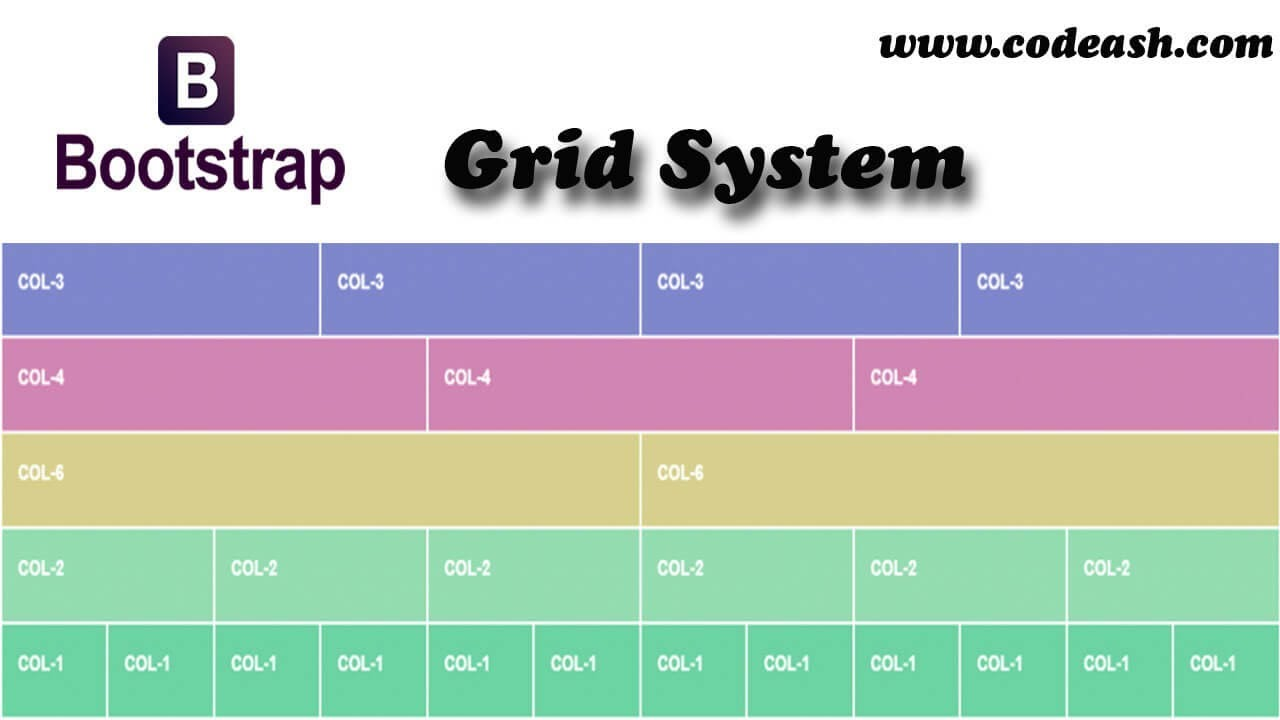 www.codeash.com
B
Bootstrap
Grid System
COL-3 COL-3 COL-3 COL-3
COL-4 COL-4 COL-4
COL-6 COL-6
COL-2 COL-2 COL-2 COL-2 COL-2 COL-2
COL-1 COL-1 COL-1 COL-1 COL-1 COL-1 COL-1 COL-1 COL-1 COL-1 COL-1 COL-1